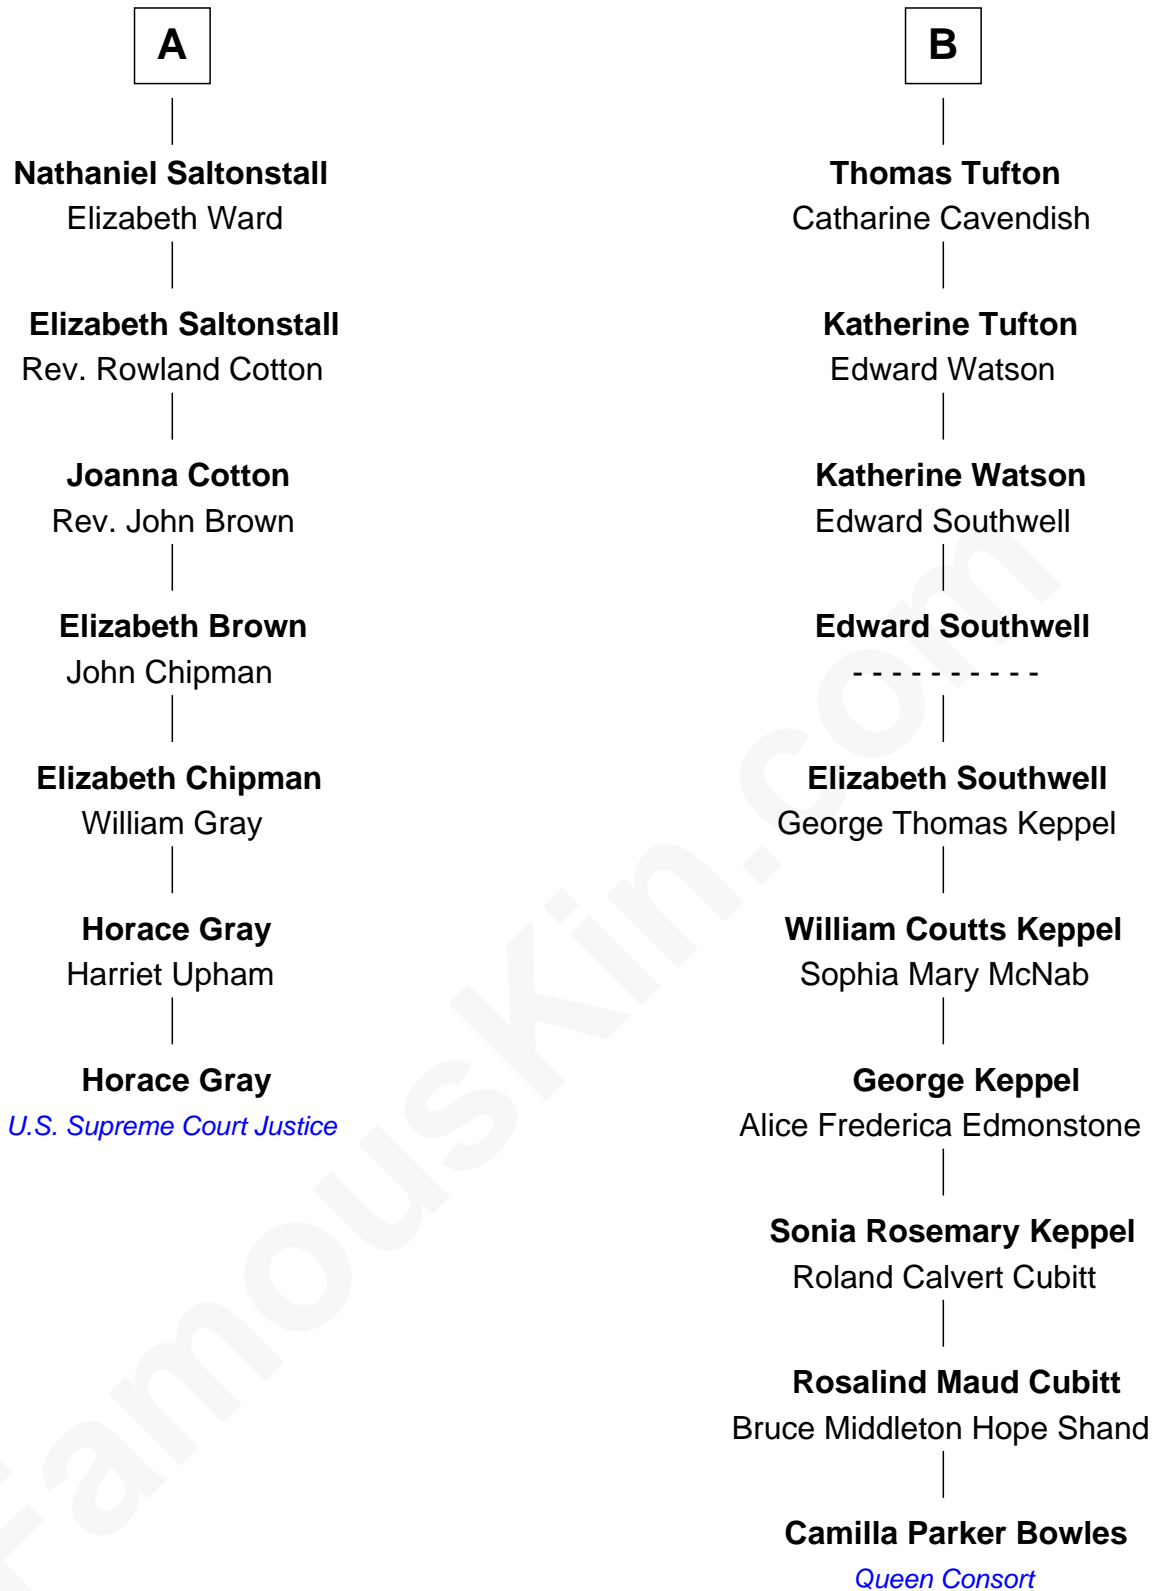 A
Nathaniel Saltonstall
Elizabeth Ward
Elizabeth Saltonstall
Rev. Rowland Cotton
Joanna Cotton
Rev. John Brown
Elizabeth Brown
John Chipman
Elizabeth Chipman
William Gray
Horace Gray
Harriet Upham
Horace Gray
U.S. Supreme Court Justice
B
Thomas Tufton
Catharine Cavendish
Katherine Tufton
Edward Watson
Katherine Watson
Edward Southwell
Edward Southwell
- - - - - - - - - -
Elizabeth Southwell
George Thomas Keppel
William Coutts Keppel
Sophia Mary McNab
George Keppel
Alice Frederica Edmonstone
Sonia Rosemary Keppel
Roland Calvert Cubitt
Rosalind Maud Cubitt
Bruce Middleton Hope Shand
Camilla Parker Bowles
Queen Consort
FamousKin.com